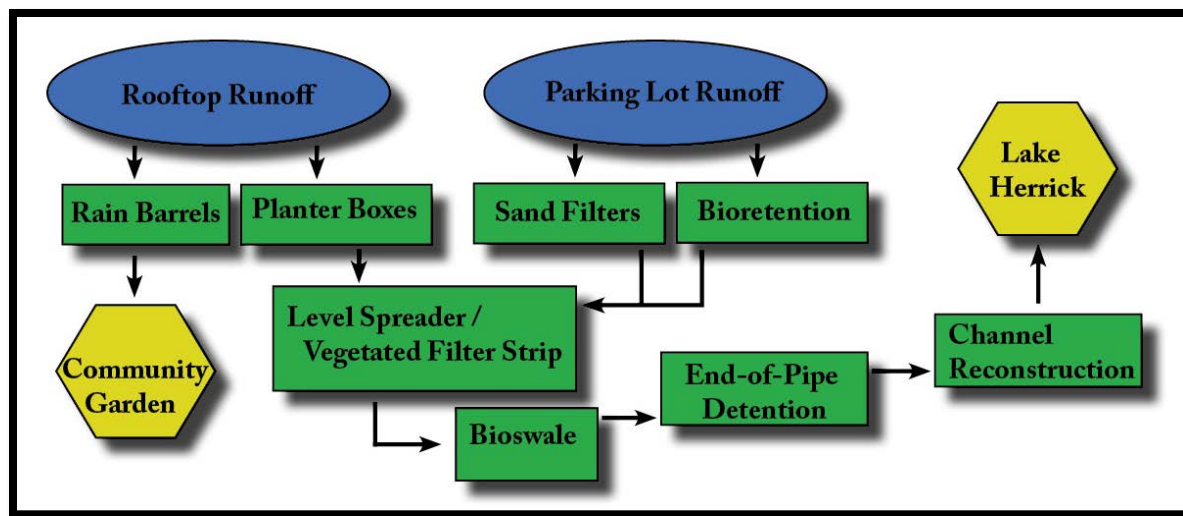 Rooftop Runoff
Parking Lot Runoff
Lake
Herrick
Rain Barrels
Planter Boxes
Sand Filters
Bioretention
Level Spreader /
Vegetated Filter Strip
Community
Garden
Bioswale
End-of-Pipe
Detention
Channel
Reconstruction